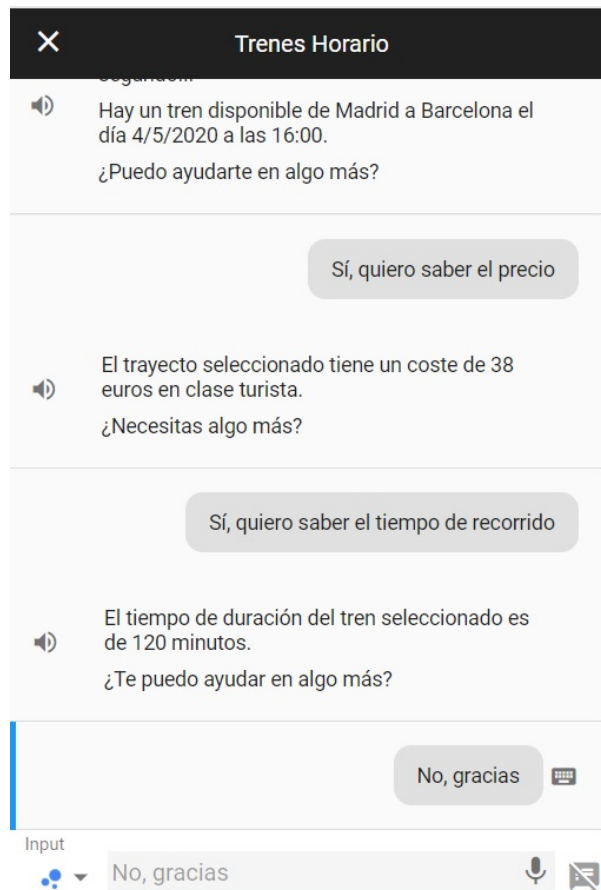 Trenes Horario
Hay un tren disponible de Madrid a Barcelona el
día 4/5/2020 a las 16:00.
¿Puedo ayudarte en algo más?
Sí, quiero saber el precio
El trayecto seleccionado tiene un coste de 38
euros en clase turista.
¿Necesitas algo más?
Sí, quiero saber el tiempo de recorrido
El tiempo de duración del tren seleccionado es
de 120 minutos.
¿Te puedo ayudar en algo más?
No, gracias
Input
No, gracias